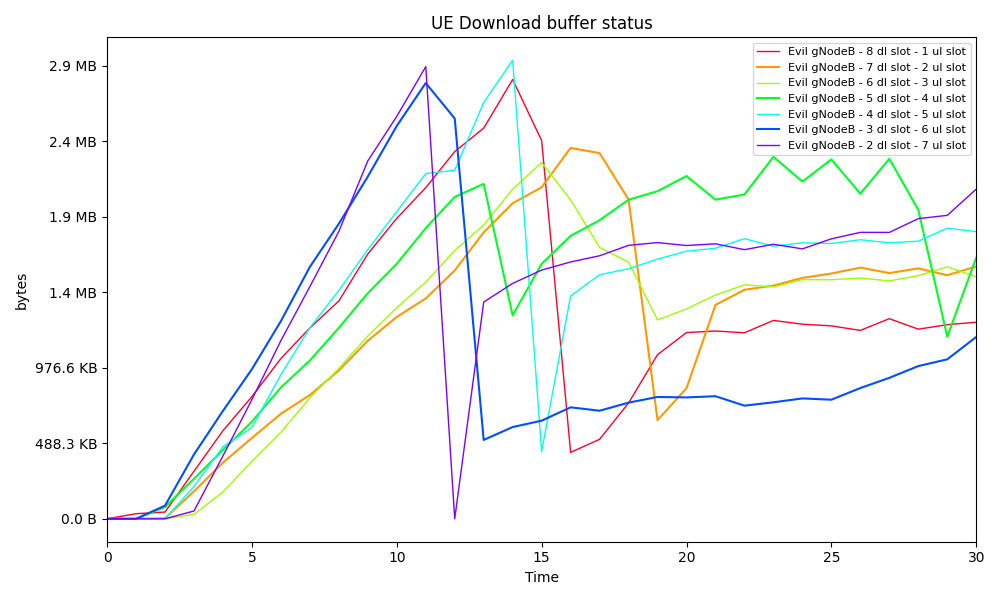 UE Download buffer status
Evil gNodeB - 8 dl slot - 1 ul slot
Evil gNodeB - 7 dl slot - 2 ul slot
Evil gNodeB - 6 dl slot - 3 ul slot
Evil gNodeB - 5 dl slot - 4 ul slot
Evil gNodeB - 4 dl slot - 5 ul slot
Evil gNodeB - 3 dl slot - 6 ul slot
Evil gNodeB - 2 dl slot - 7 ul slot
bytes
2.9 MB
2.4 MB
1.9 MB
1.4 MB
976.6 KB
488.3 KB
0.0 B
0 5 10 15 20 25 30
Time